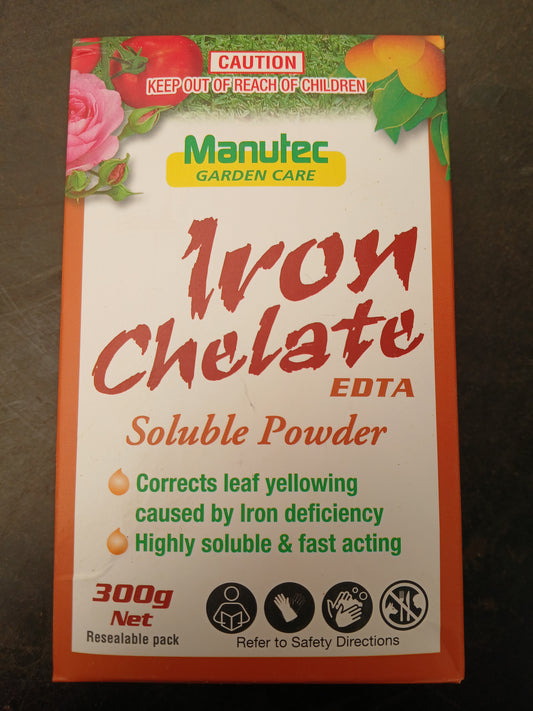 CAUTION
KEEP OUT OF REACH OF CHILDREN
Manutec
GARDEN CARE
Iron
Chelate
EDTA
Soluble Powder
Corrects leaf yellowing
caused by Iron deficiency
Highly soluble & fast acting
300g
Net
Resealable pack
Refer to Safety Directions